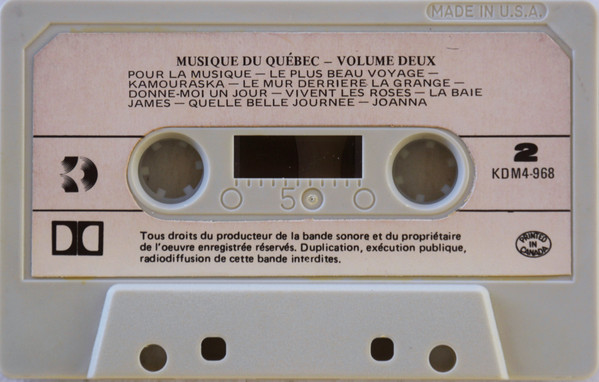 MADE IN U.S.A.
MUSIQUE DU QUÉBEC – VOLUME DEUX
POUR LA MUSIQUE – LE PLUS BEAU VOYAGE –
KAMOURASKA – LE MUR DERRIERE LA GRANGE –
DONNE-MOI UN JOUR – VIVENT LES ROSES – LA BAIE
JAMES – QUELLE BELLE JOURNEE – JOANNA
2
KDM4-968
5
Tous droits du producteur de la bande sonore et du propriétaire
de l'oeuvre enregistrée réservés. Duplication, exécution publique,
radiodiffusion de cette bande interdites.
PRINTED
IN
CANADA